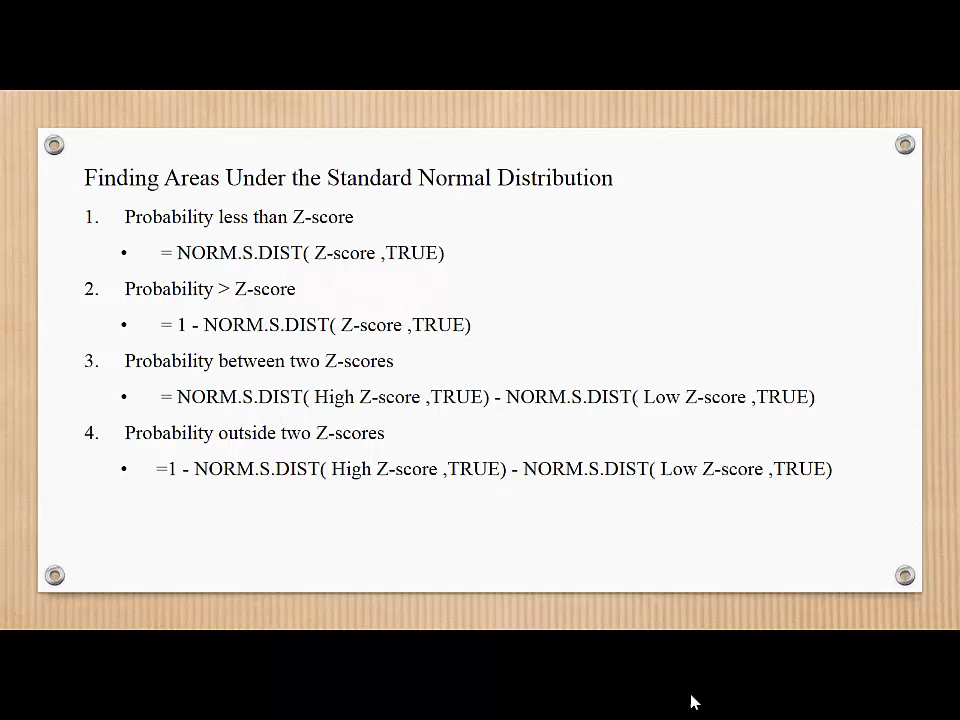 Finding Areas Under the Standard Normal Distribution
1. Probability less than Z-score
• = NORM.S.DIST( Z-score ,TRUE)
2. Probability > Z-score
• = 1 - NORM.S.DIST( Z-score ,TRUE)
3. Probability between two Z-scores
• = NORM.S.DIST( High Z-score ,TRUE) - NORM.S.DIST( Low Z-score ,TRUE)
4. Probability outside two Z-scores
• =1 - NORM.S.DIST( High Z-score ,TRUE) - NORM.S.DIST( Low Z-score ,TRUE)